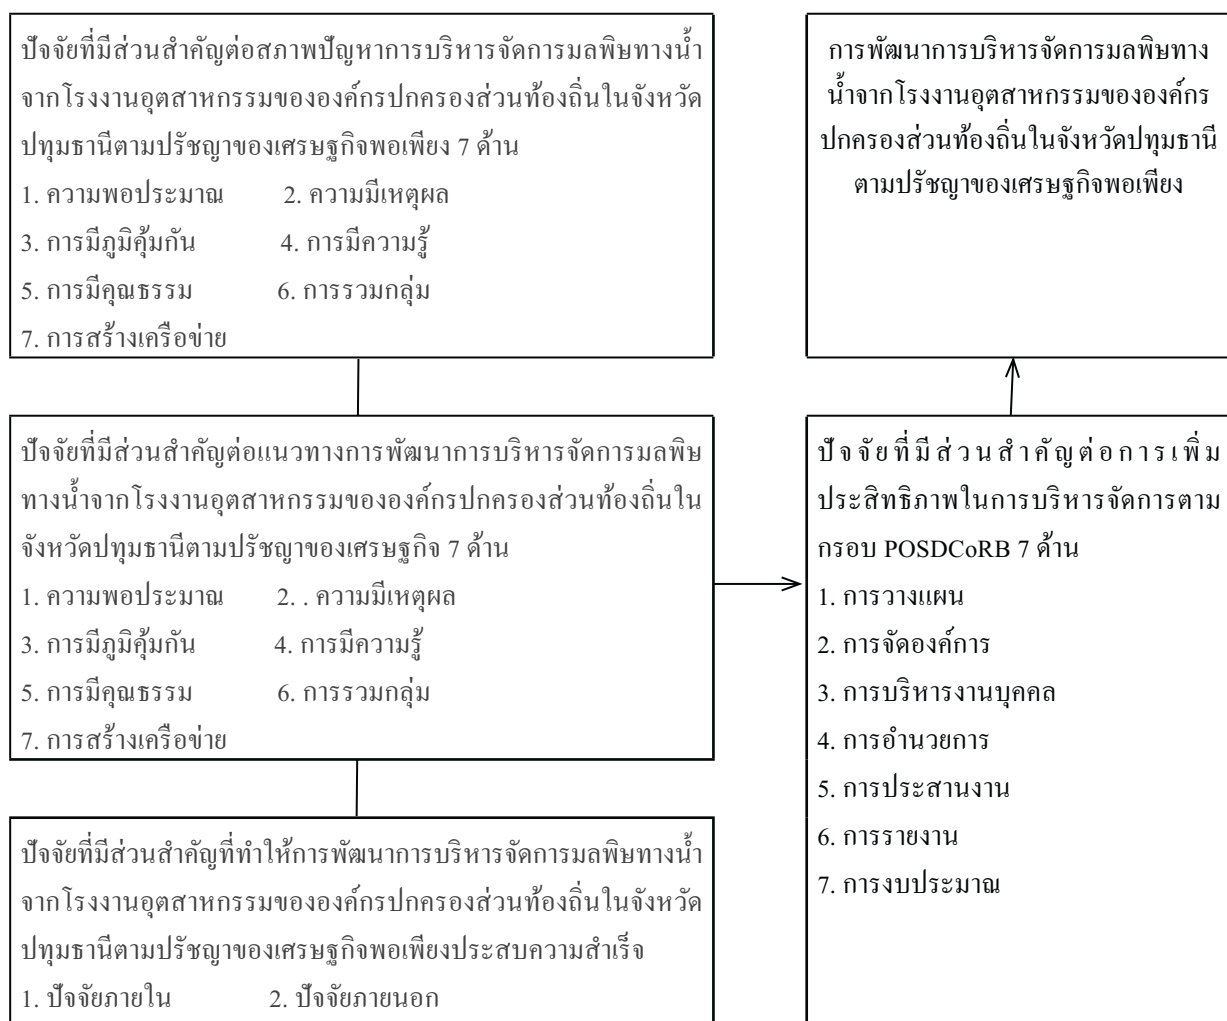 ปัจจัยที่มีส่วนสำคัญต่อสภาพปัญหาการบริหารจัดการมลพิษทางน้ำ
จากโรงงานอุตสาหกรรมขององค์กรปกครองส่วนท้องถิ่นในจังหวัด
ปทุมธานีตามปรัชญาของเศรษฐกิจพอเพียง 7 ด้าน
1. ความพอประมาณ 2. ความมีเหตุผล
3. การมีภูมิคุ้มกัน 4. การมีความรู้
5. การมีคุณธรรม 6. การรวมกลุ่ม
7. การสร้างเครือข่าย
ปัจจัยที่มีส่วนสำคัญต่อแนวทางการพัฒนาการบริหารจัดการมลพิษ
ทางน้ำจากโรงงานอุตสาหกรรมขององค์กรปกครองส่วนท้องถิ่นใน
จังหวัดปทุมธานีตามปรัชญาของเศรษฐกิจ 7 ด้าน
1. ความพอประมาณ 2. . ความมีเหตุผล
3. การมีภูมิคุ้มกัน 4. การมีความรู้
5. การมีคุณธรรม 6. การรวมกลุ่ม
7. การสร้างเครือข่าย
ปัจจัยที่มีส่วนสำคัญที่ทำให้การพัฒนาการบริหารจัดการมลพิษทางน้ำ
จากโรงงานอุตสาหกรรมขององค์กรปกครองส่วนท้องถิ่นในจังหวัด
ปทุมธานีตามปรัชญาของเศรษฐกิจพอเพียงประสบความสำเร็จ
1. ปัจจัยภายใน 2. ปัจจัยภายนอก
การพัฒนาการบริหารจัดการมลพิษทาง
น้ำจากโรงงานอุตสาหกรรมขององค์กร
ปกครองส่วนท้องถิ่นในจังหวัดปทุมธานี
ตามปรัชญาของเศรษฐกิจพอเพียง
ปัจจัยที่มีส่วนสำคัญต่อการเพิ่ม
ประสิทธิภาพในการบริหารจัดการตาม
กรอบ POSDCoRB 7 ด้าน
1. การวางแผน
2. การจัดองค์การ
3. การบริหารงานบุคคล
4. การอำนวยการ
5. การประสานงาน
6. การรายงาน
7. การงบประมาณ